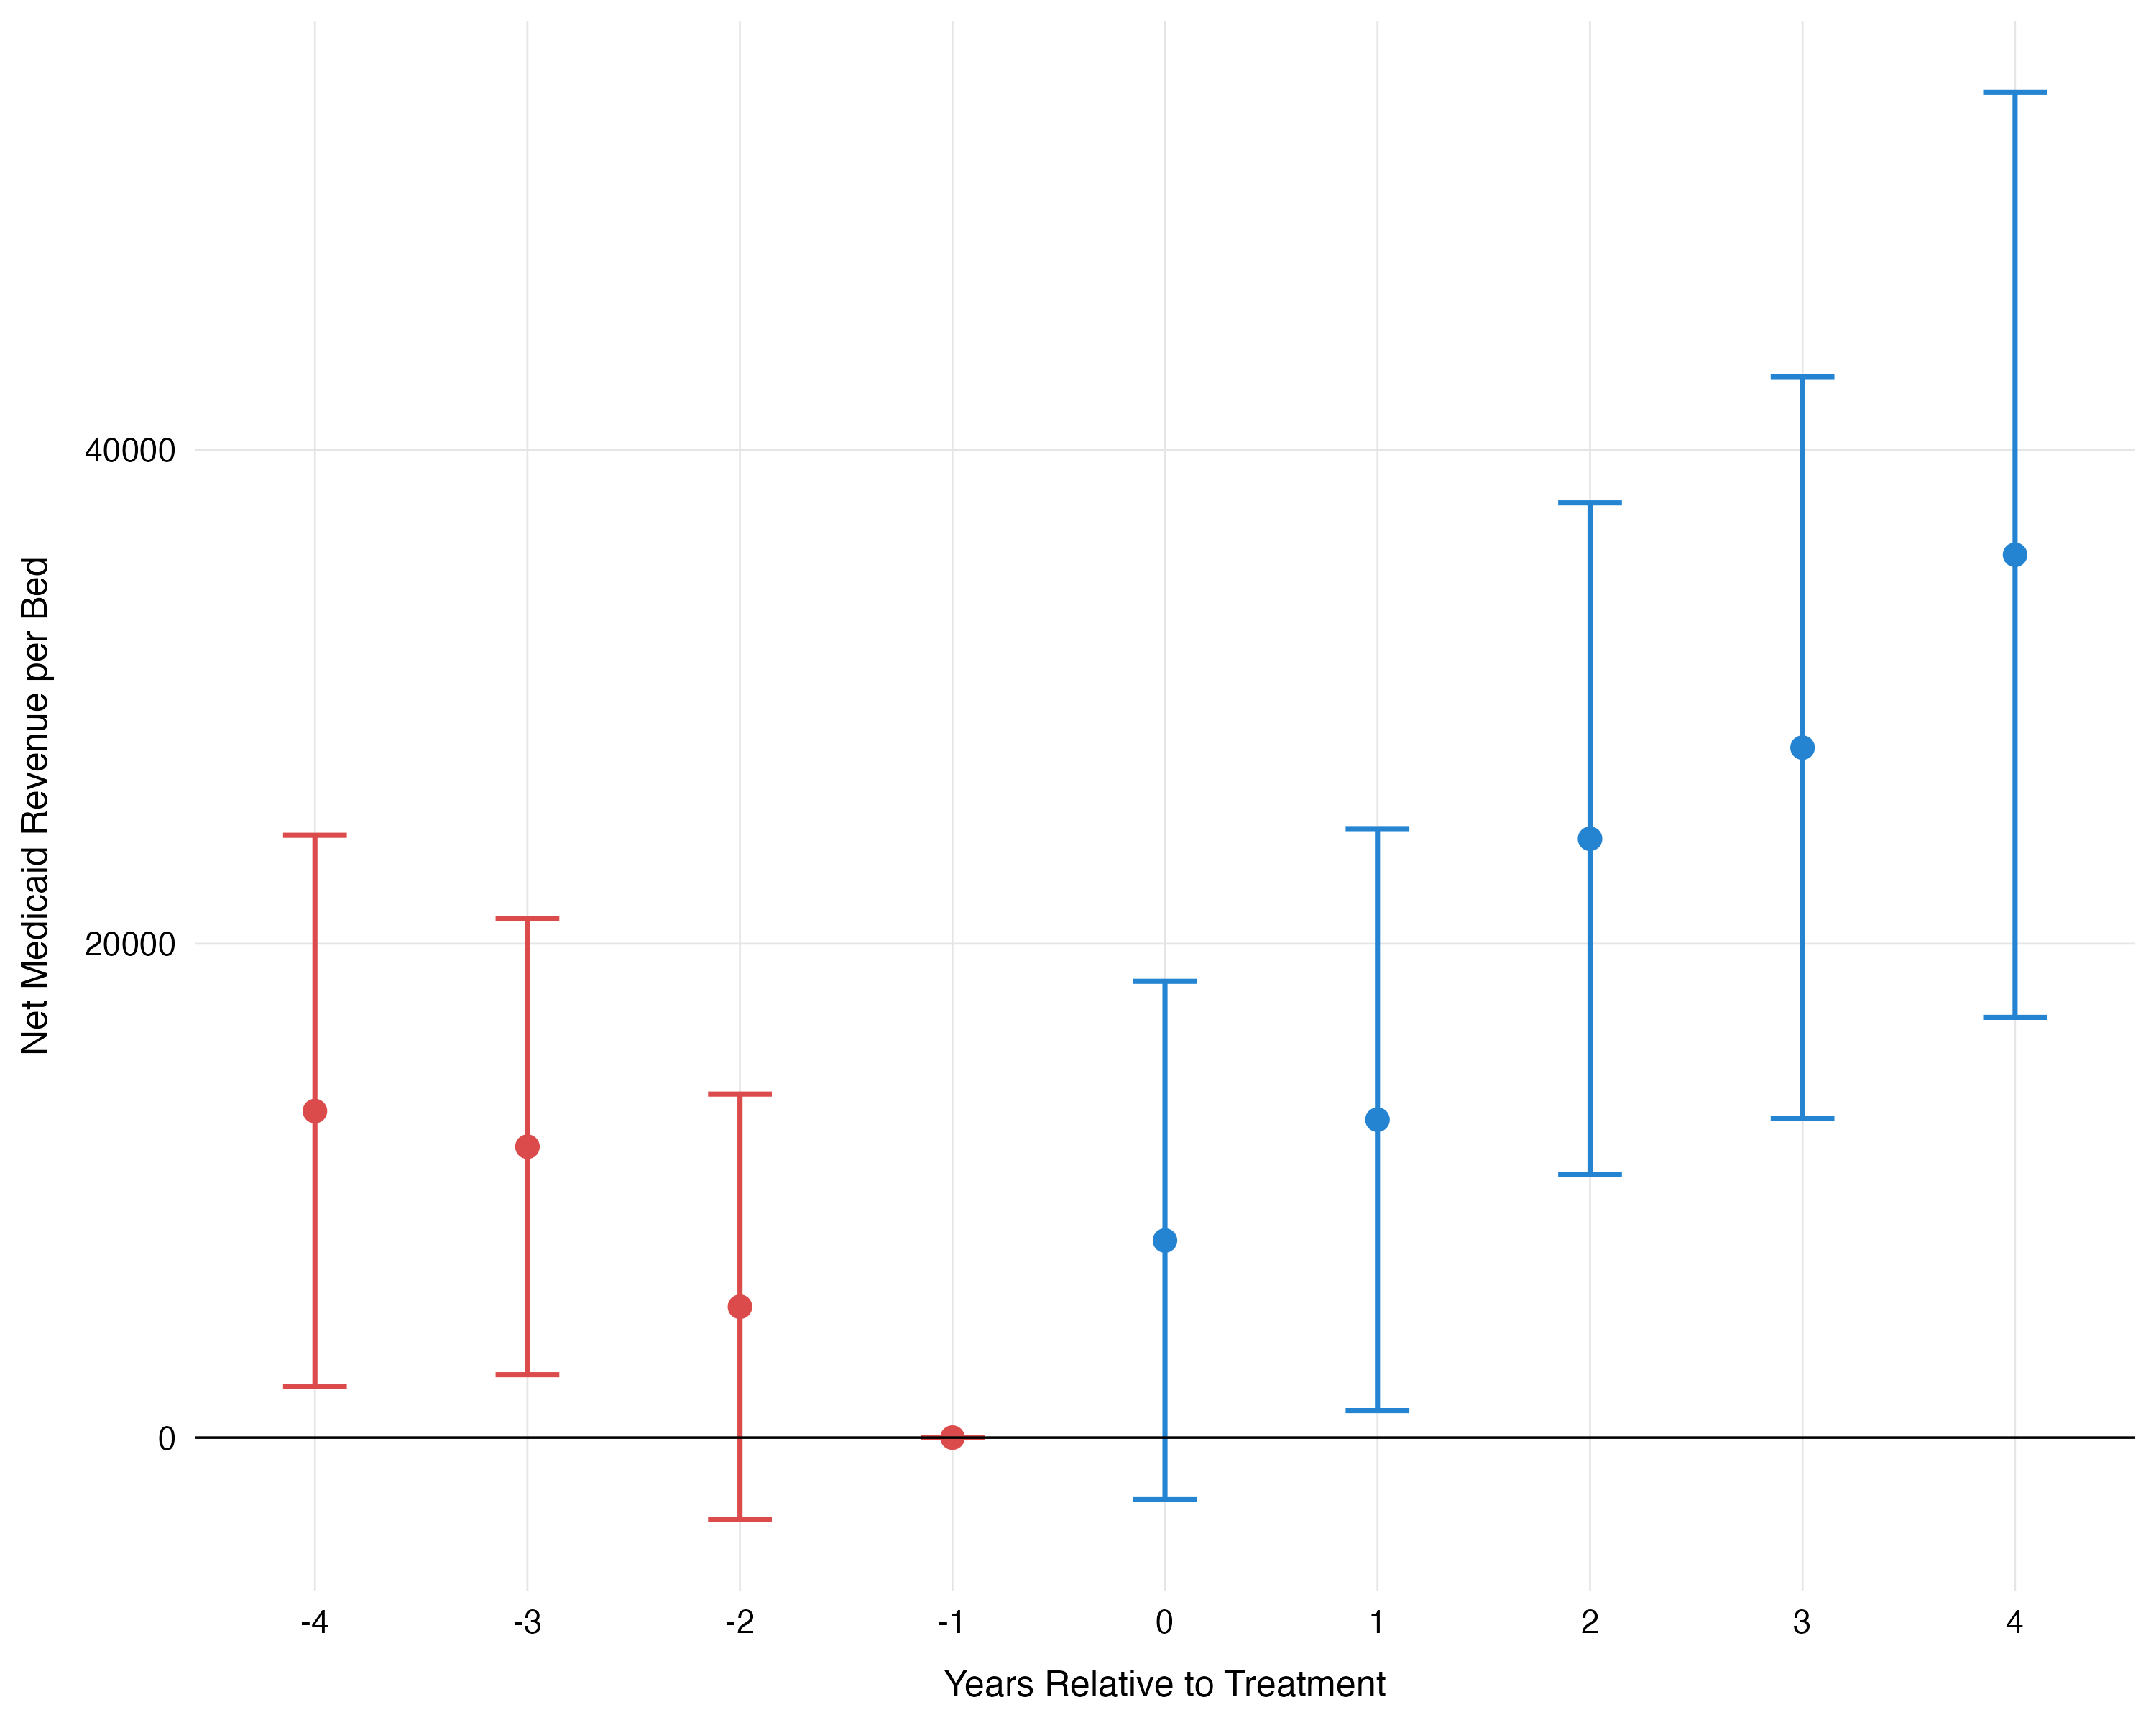 Net Medicaid Revenue per Bed
40000
20000
0
-4 -3 -2 -1 0 1 2 3 4
Years Relative to Treatment